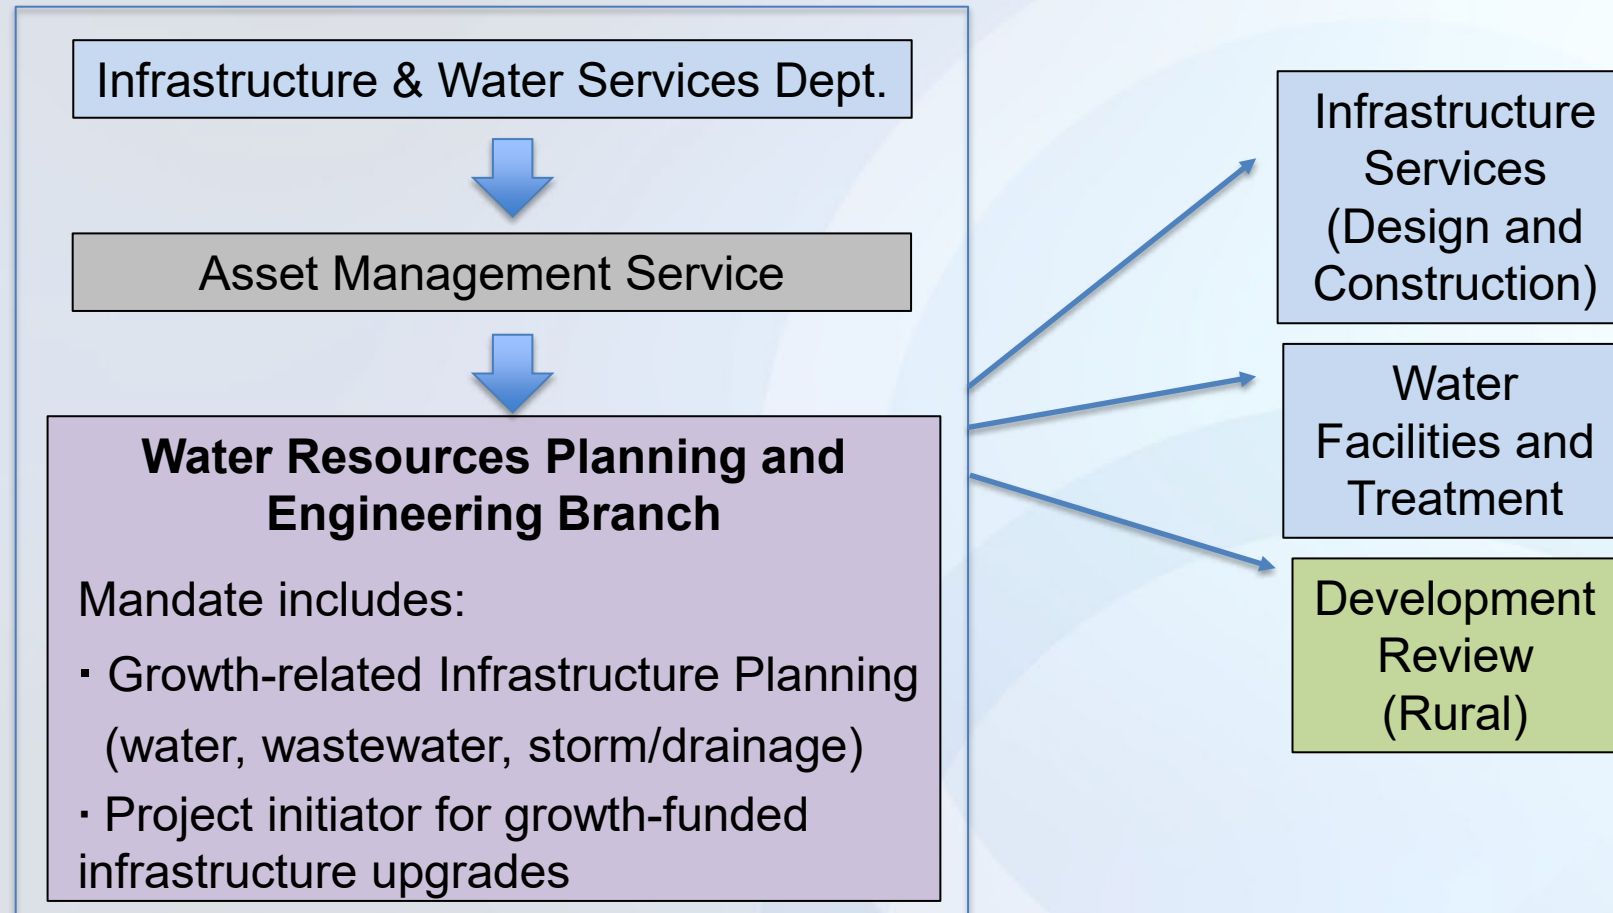 Infrastructure & Water Services Dept.
Asset Management Service
Water Resources Planning and
Engineering Branch
Mandate includes:
· Growth-related Infrastructure Planning
(water, wastewater, storm/drainage)
· Project initiator for growth-funded
infrastructure upgrades
Infrastructure
Services
(Design and
Construction)
Water
Facilities and
Treatment
Development
Review
(Rural)